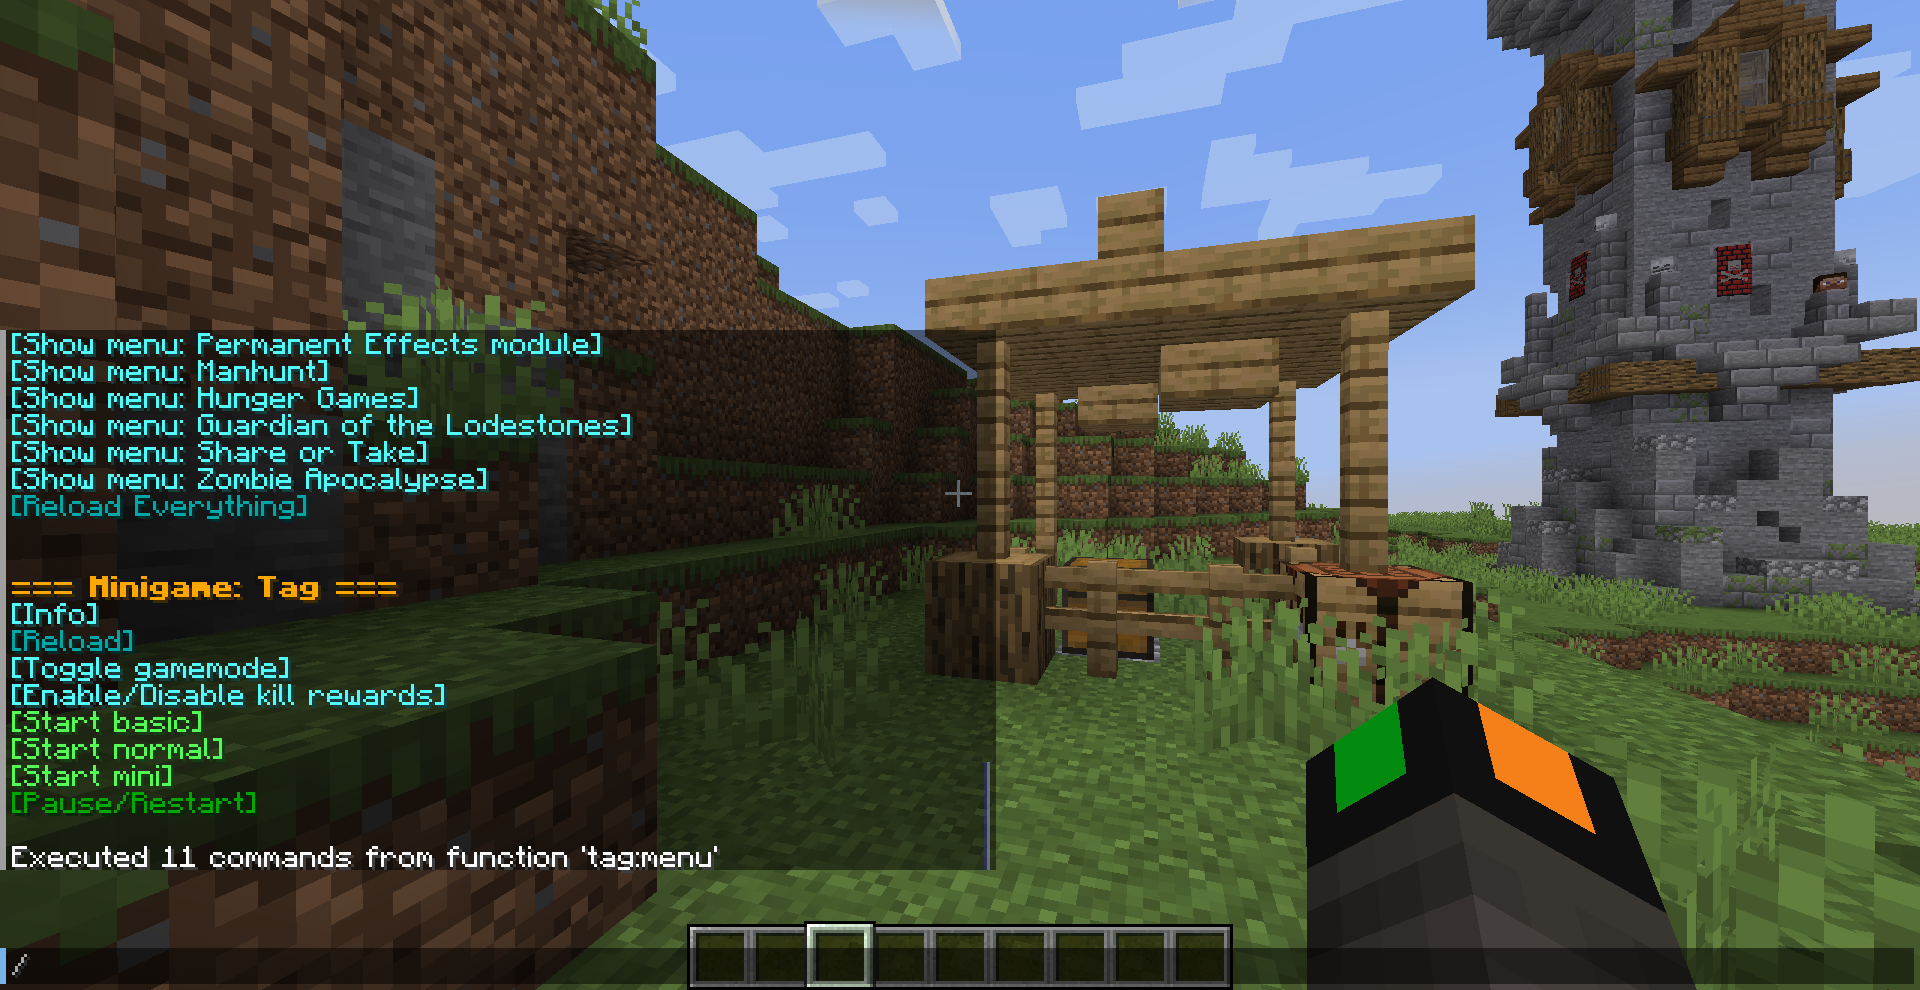 [Show menu: Permanent Effects module]
[Show menu: Manhunt]
[Show menu: Hunger Games]
[Show menu: Guardian of the Lodestones]
[Show menu: Share or Take]
[Show menu: Zombie Apocalypse]
[Reload Everything]
=== Minigame: Tag ===
[Info]
[Reload]
[Toggle gamemode]
[Enable/Disable kill rewards]
[Start basic]
[Start normal]
[Start mini]
[Pause/Restart]
Executed 11 commands from function 'tag:menu'
/